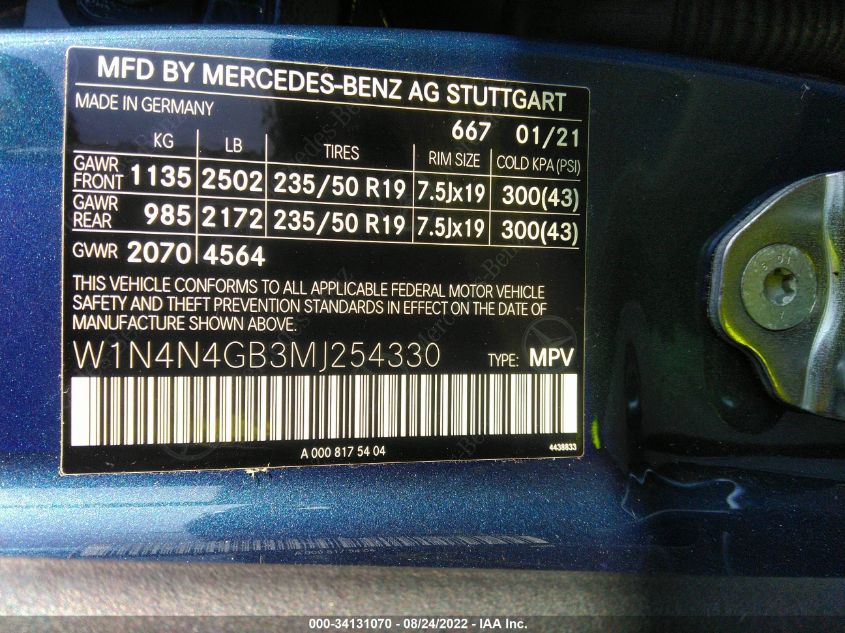 MFD BY MERCEDES-BENZ AG STUTTGART
MADE IN GERMANY
667 01/21
KG LB TIRES RIM SIZE COLD KPA (PSI)
GAWR FRONT 1135 2502 235/50 R19 7.5Jx19 300(43)
GAWR REAR 985 2172 235/50 R19 7.5Jx19 300(43)
GVWR 2070 4564
THIS VEHICLE CONFORMS TO ALL APPLICABLE FEDERAL MOTOR VEHICLE
SAFETY AND THEFT PREVENTION STANDARDS IN EFFECT ON THE DATE OF
MANUFACTURE SHOWN ABOVE.
W1N4N4GB3MJ254330 TYPE: MPV
A 000 817 54 04 4438833
000-34131070 - 08/24/2022 - IAA Inc.